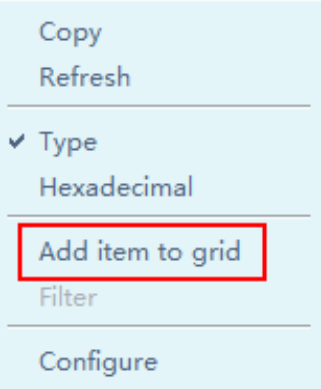 Copy
Refresh
Type
Hexadecimal
Add item to grid
Filter
Configure